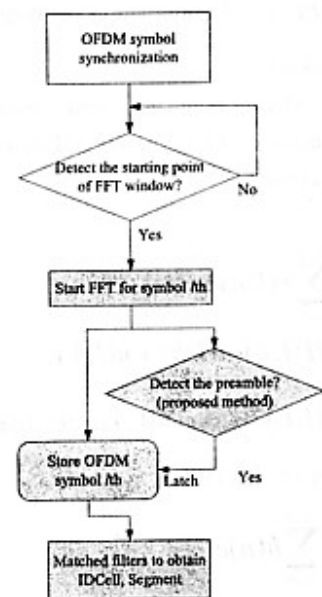 OFDM symbol
synchronization
Detect the starting point
of FFT window?
No
Yes
Start FFT for symbol lth
Detect the preamble?
(proposed method)
Store OFDM
symbol lth
Latch
Yes
Matched filters to obtain
IDCell, Segment